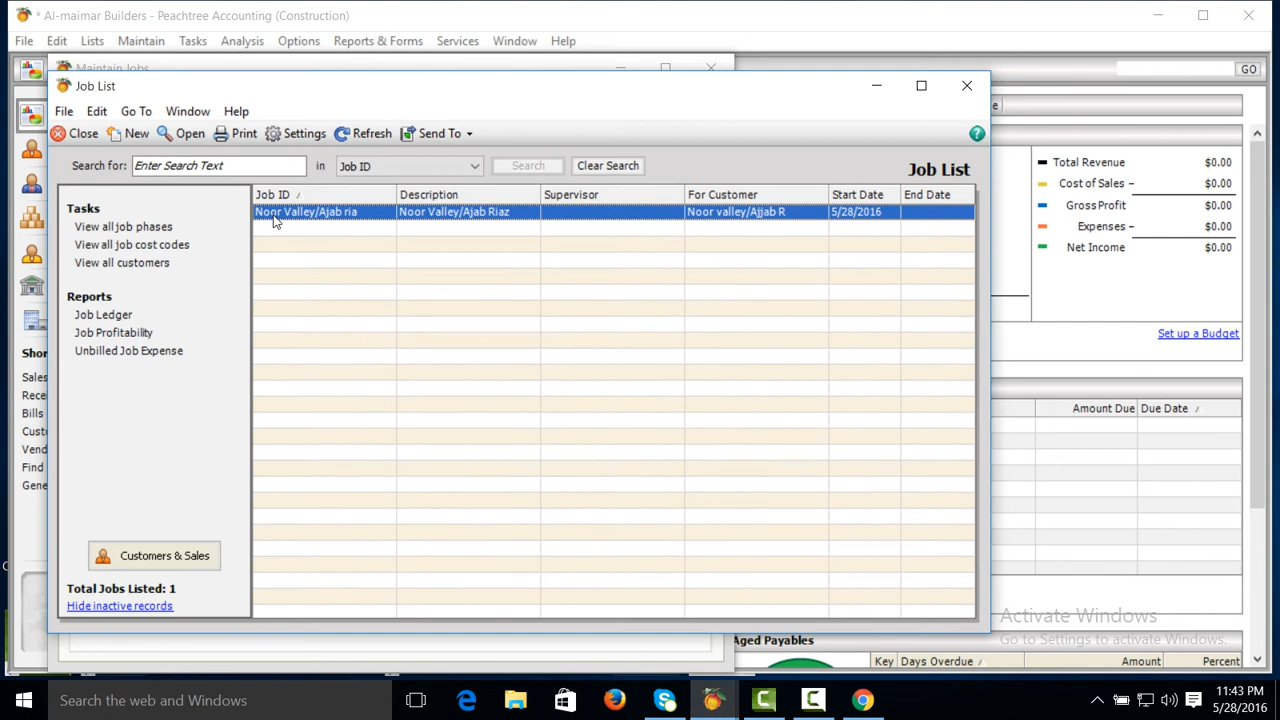 * Al-maimar Builders - Peachtree Accounting (Construction)
File Edit Lists Maintain Tasks Analysis Options Reports & Forms Services Window Help
Maintain Jobs
GO
Job List
File Edit Go To Window Help
Close New Open Print Settings Refresh Send To
Search for: Enter Search Text in Job ID Search Clear Search
Job List
Job ID Description Supervisor For Customer Start Date End Date
Noor Valley/Ajab ria Noor Valley/Ajab Riaz Noor valley/Ajjab R 5/28/2016
Tasks
View all job phases
View all job cost codes
View all customers
Reports
Job Ledger
Job Profitability
Unbilled Job Expense
Customers & Sales
Total Jobs Listed: 1
Hide inactive records
Total Revenue $0.00
Cost of Sales $0.00
Gross Profit $0.00
Expenses $0.00
Net Income $0.00
Set up a Budget
Amount Due Due Date
Shor
Sales
Rece
Bills
Custo
Vend
Find
Gene
Activate Windows
Go to Settings to activate Windows.
Aged Payables
Key Days Overdue Amount Percent
Search the web and Windows
11:43 PM
5/28/2016